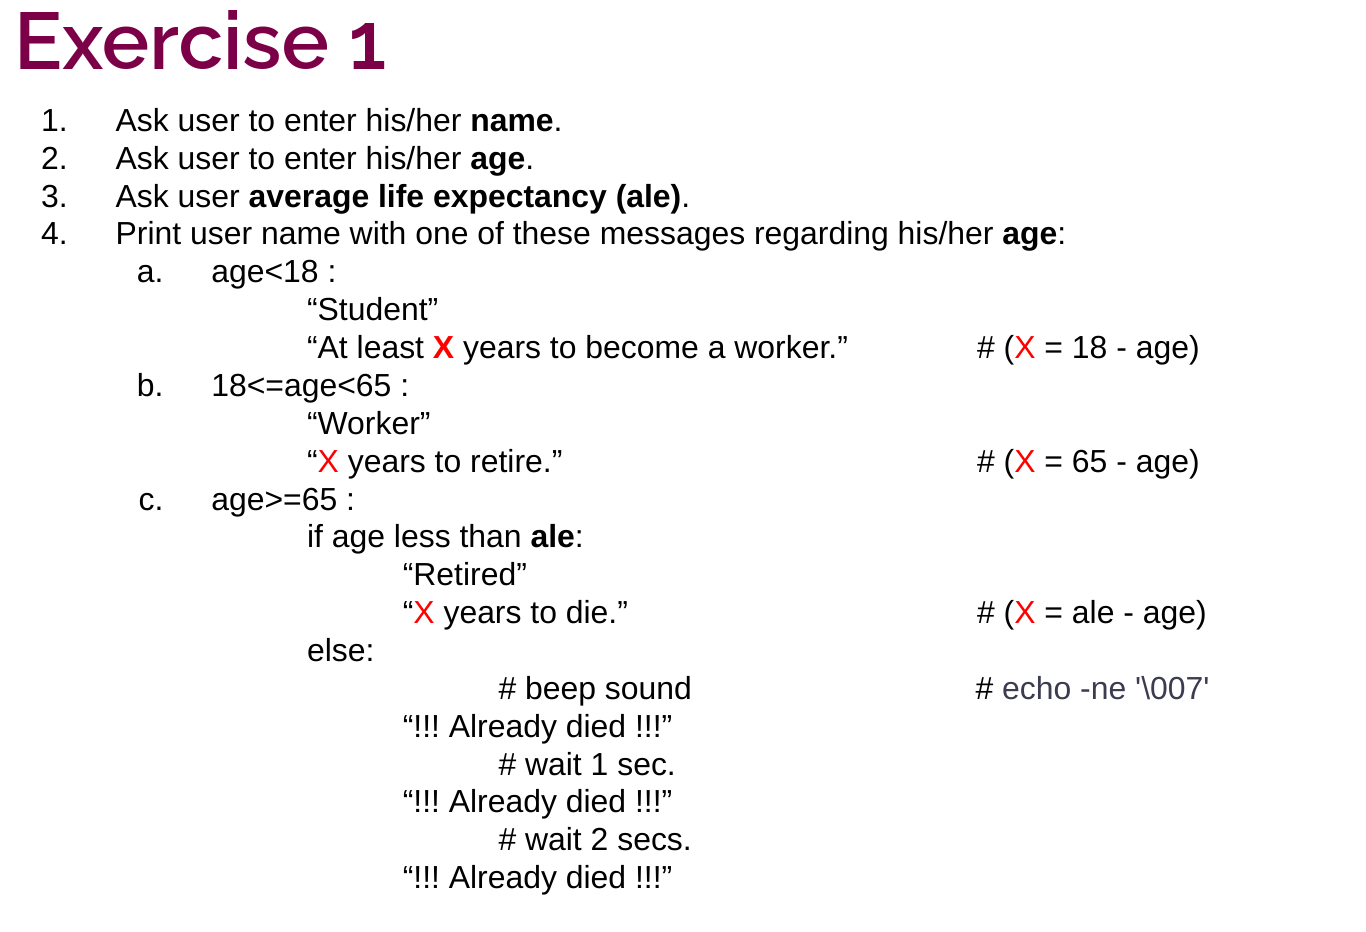 Exercise 1
1. Ask user to enter his/her name.
2. Ask user to enter his/her age.
3. Ask user average life expectancy (ale).
4. Print user name with one of these messages regarding his/her age:
a. age<18 :
“Student”
“At least X years to become a worker.” # (X = 18 - age)
b. 18<=age<65 :
“Worker”
“X years to retire.” # (X = 65 - age)
c. age>=65 :
if age less than ale:
“Retired”
“X years to die.” # (X = ale - age)
else:
# beep sound # echo -ne '\007'
“!!! Already died !!!”
# wait 1 sec.
“!!! Already died !!!”
# wait 2 secs.
“!!! Already died !!!”